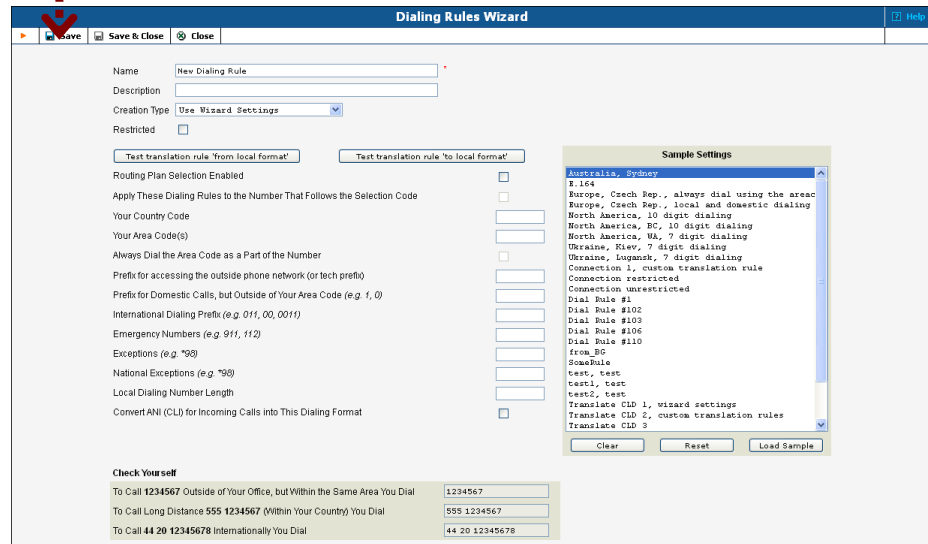 Dialing Rules Wizard
? Help
Save Save & Close Close
Name New Dialing Rule *
Description
Creation Type Use Wizard Settings
Restricted
Test translation rule 'from local format' Test translation rule 'to local format'
Sample Settings
Routing Plan Selection Enabled
Apply These Dialing Rules to the Number That Follows the Selection Code
Your Country Code
Your Area Code(s)
Always Dial the Area Code as a Part of the Number
Prefix for accessing the outside phone network (or tech prefix)
Prefix for Domestic Calls, but Outside of Your Area Code (e.g. 1, 0)
International Dialing Prefix (e.g. 011, 00, 0011)
Emergency Numbers (e.g. 911, 112)
Exceptions (e.g. *98)
National Exceptions (e.g. *98)
Local Dialing Number Length
Convert ANI (CLI) for Incoming Calls into This Dialing Format
Australia, Sydney
E.164
Europe, Czech Rep., always dial using the areac
Europe, Czech Rep., local and domestic dialing
North America, 10 digit dialing
North America, BC, 10 digit dialing
North America, WA, 7 digit dialing
Ukraine, Kiev, 7 digit dialing
Ukraine, Lugansk, 7 digit dialing
Connection 1, custom translation rule
Connection restricted
Connection unrestricted
Dial Rule #1
Dial Rule #102
Dial Rule #103
Dial Rule #106
Dial Rule #110
from_BG
SomeRule
test, test
test1, test
test2, test
Translate CLD 1, wizard settings
Translate CLD 2, custom translation rules
Translate CLD 3
Clear Reset Load Sample
Check Yourself
To Call 1234567 Outside of Your Office, but Within the Same Area You Dial 1234567
To Call Long Distance 555 1234567 (Within Your Country) You Dial 555 1234567
To Call 44 20 12345678 Internationally You Dial 44 20 12345678